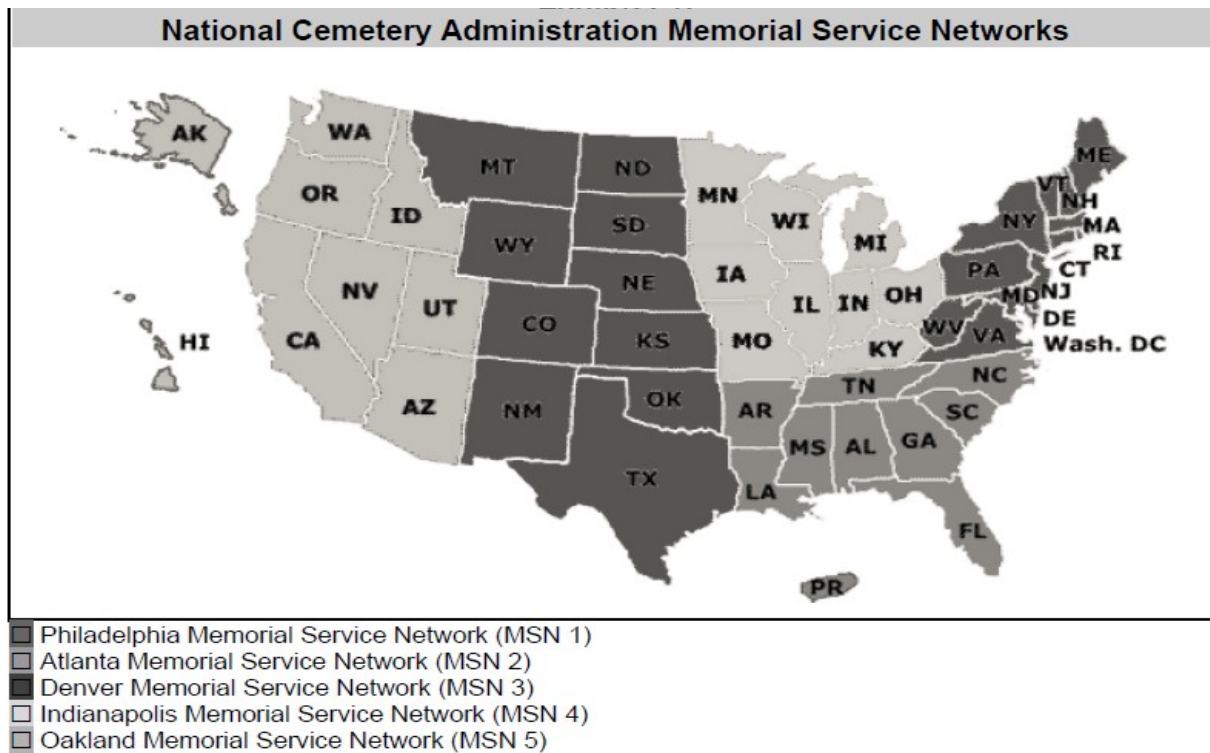 National Cemetery Administration Memorial Service Networks
AK
WA
MT
ND
MN
ME
VT
NH
OR
ID
SD
WI
MI
NY
MA
WY
RI
IA
PA
CT
NE
NV
UT
IL
IN
OH
MD
NJ
CO
DE
HI
CA
KS
MO
WV
VA
Wash. DC
KY
AZ
NM
OK
AR
TN
NC
SC
MS
AL
GA
TX
LA
FL
PR
Philadelphia Memorial Service Network (MSN 1)
Atlanta Memorial Service Network (MSN 2)
Denver Memorial Service Network (MSN 3)
Indianapolis Memorial Service Network (MSN 4)
Oakland Memorial Service Network (MSN 5)